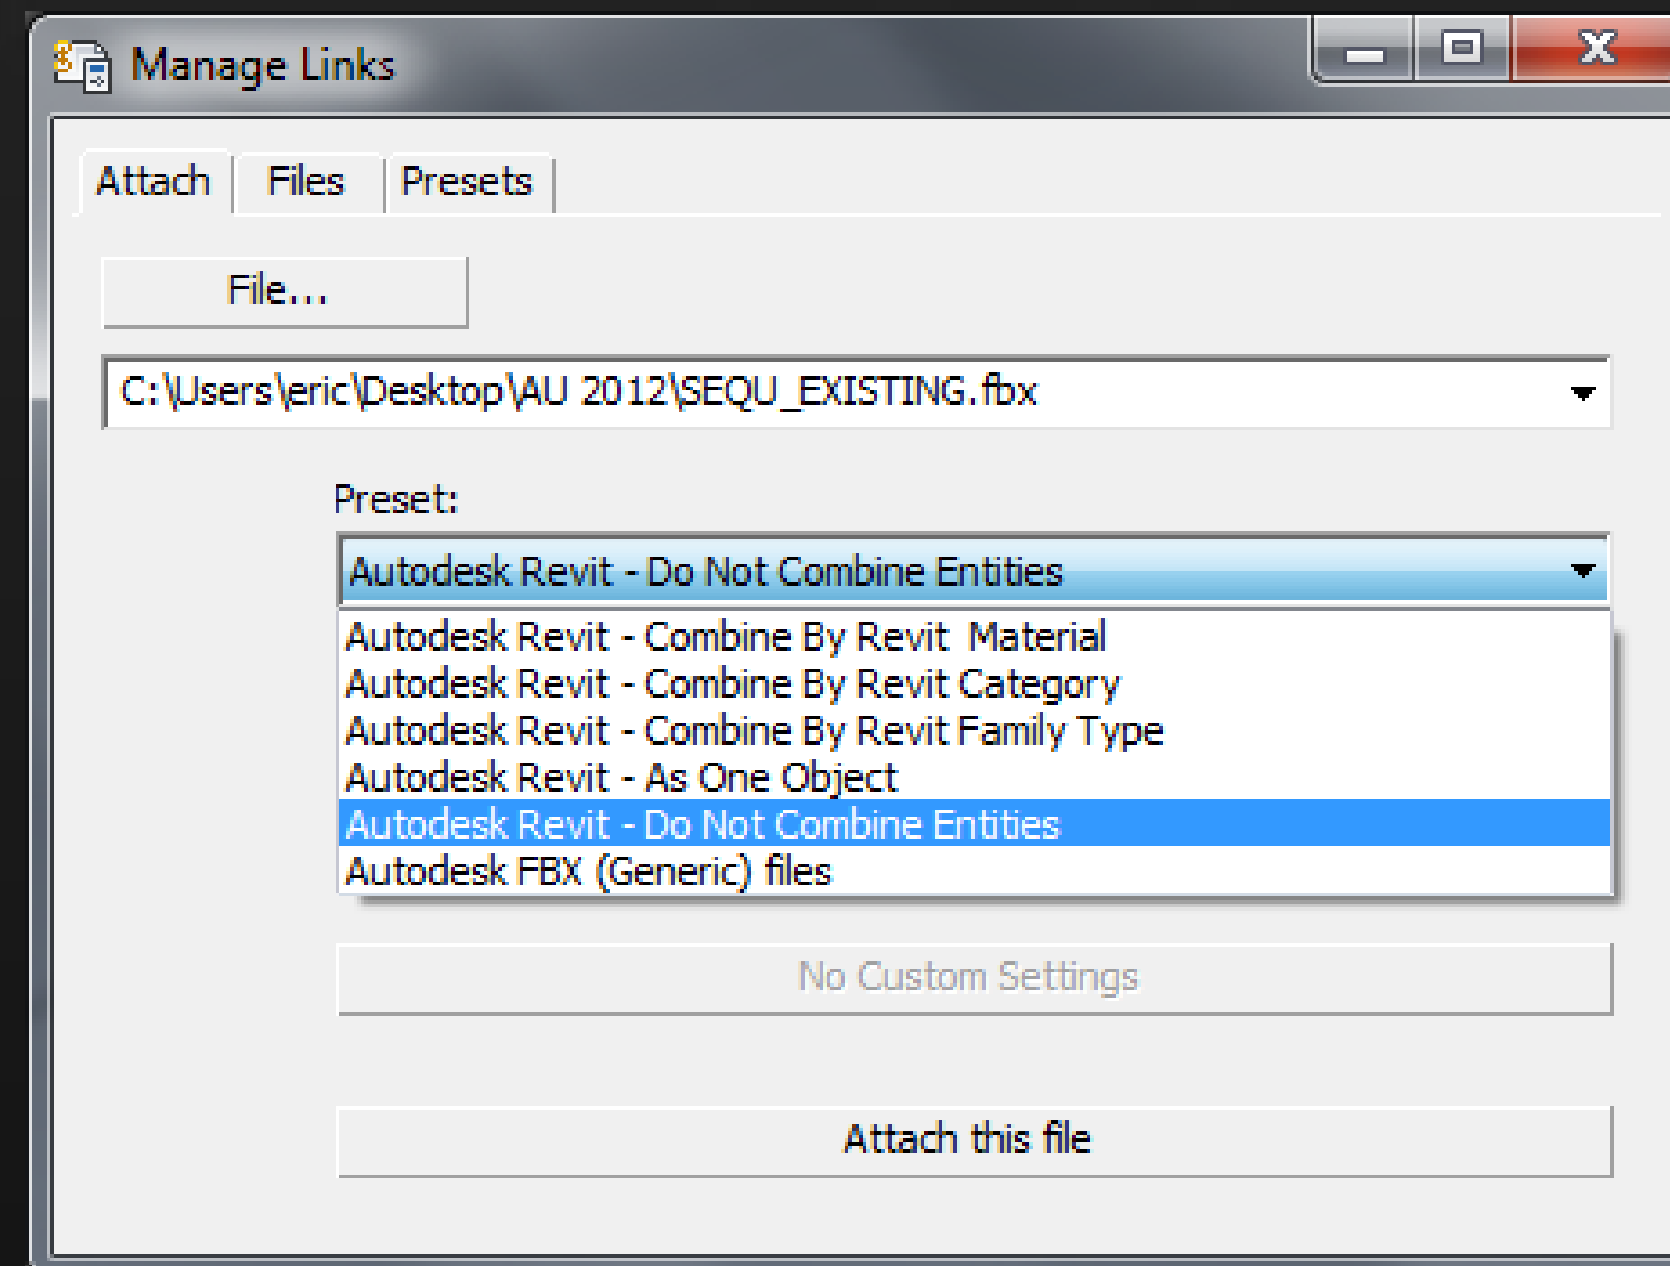 Manage Links
Attach Files Presets
File...
C:\Users\eric\Desktop\AU 2012\SEQU_EXISTING.fbx
Preset:
Autodesk Revit - Do Not Combine Entities
Autodesk Revit - Combine By Revit  Material
Autodesk Revit - Combine By Revit Category
Autodesk Revit - Combine By Revit Family Type
Autodesk Revit - As One Object
Autodesk Revit - Do Not Combine Entities
Autodesk FBX (Generic) files
No Custom Settings
Attach this file